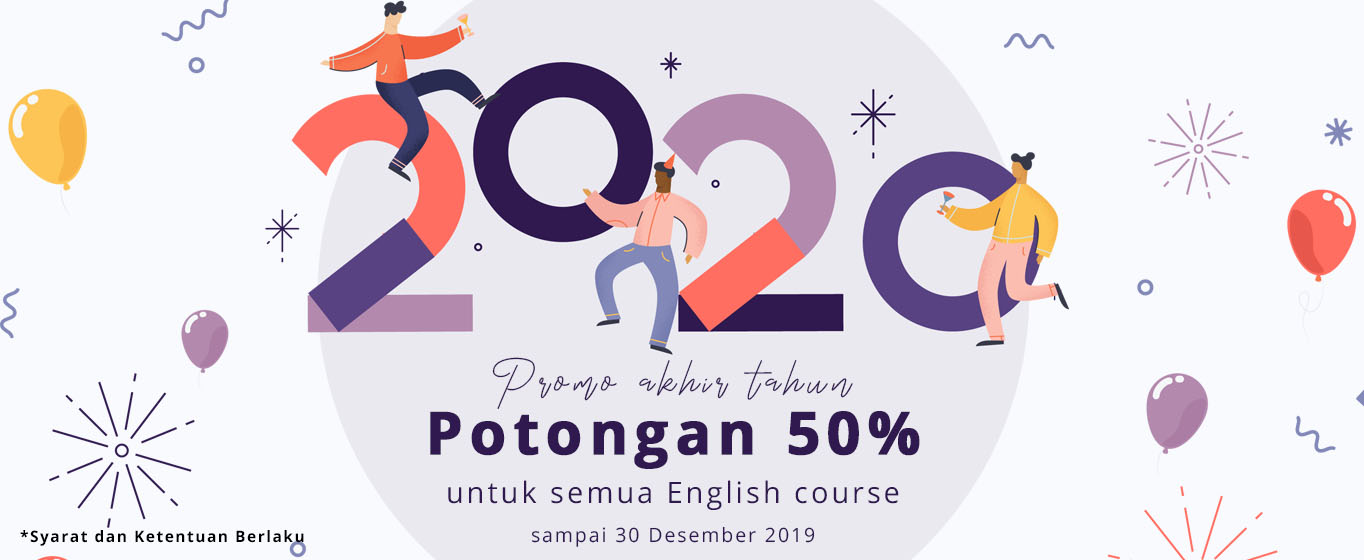 2020
Promo akhir tahun
Potongan 50%
untuk semua English course
sampai 30 Desember 2019
*Syarat dan Ketentuan Berlaku